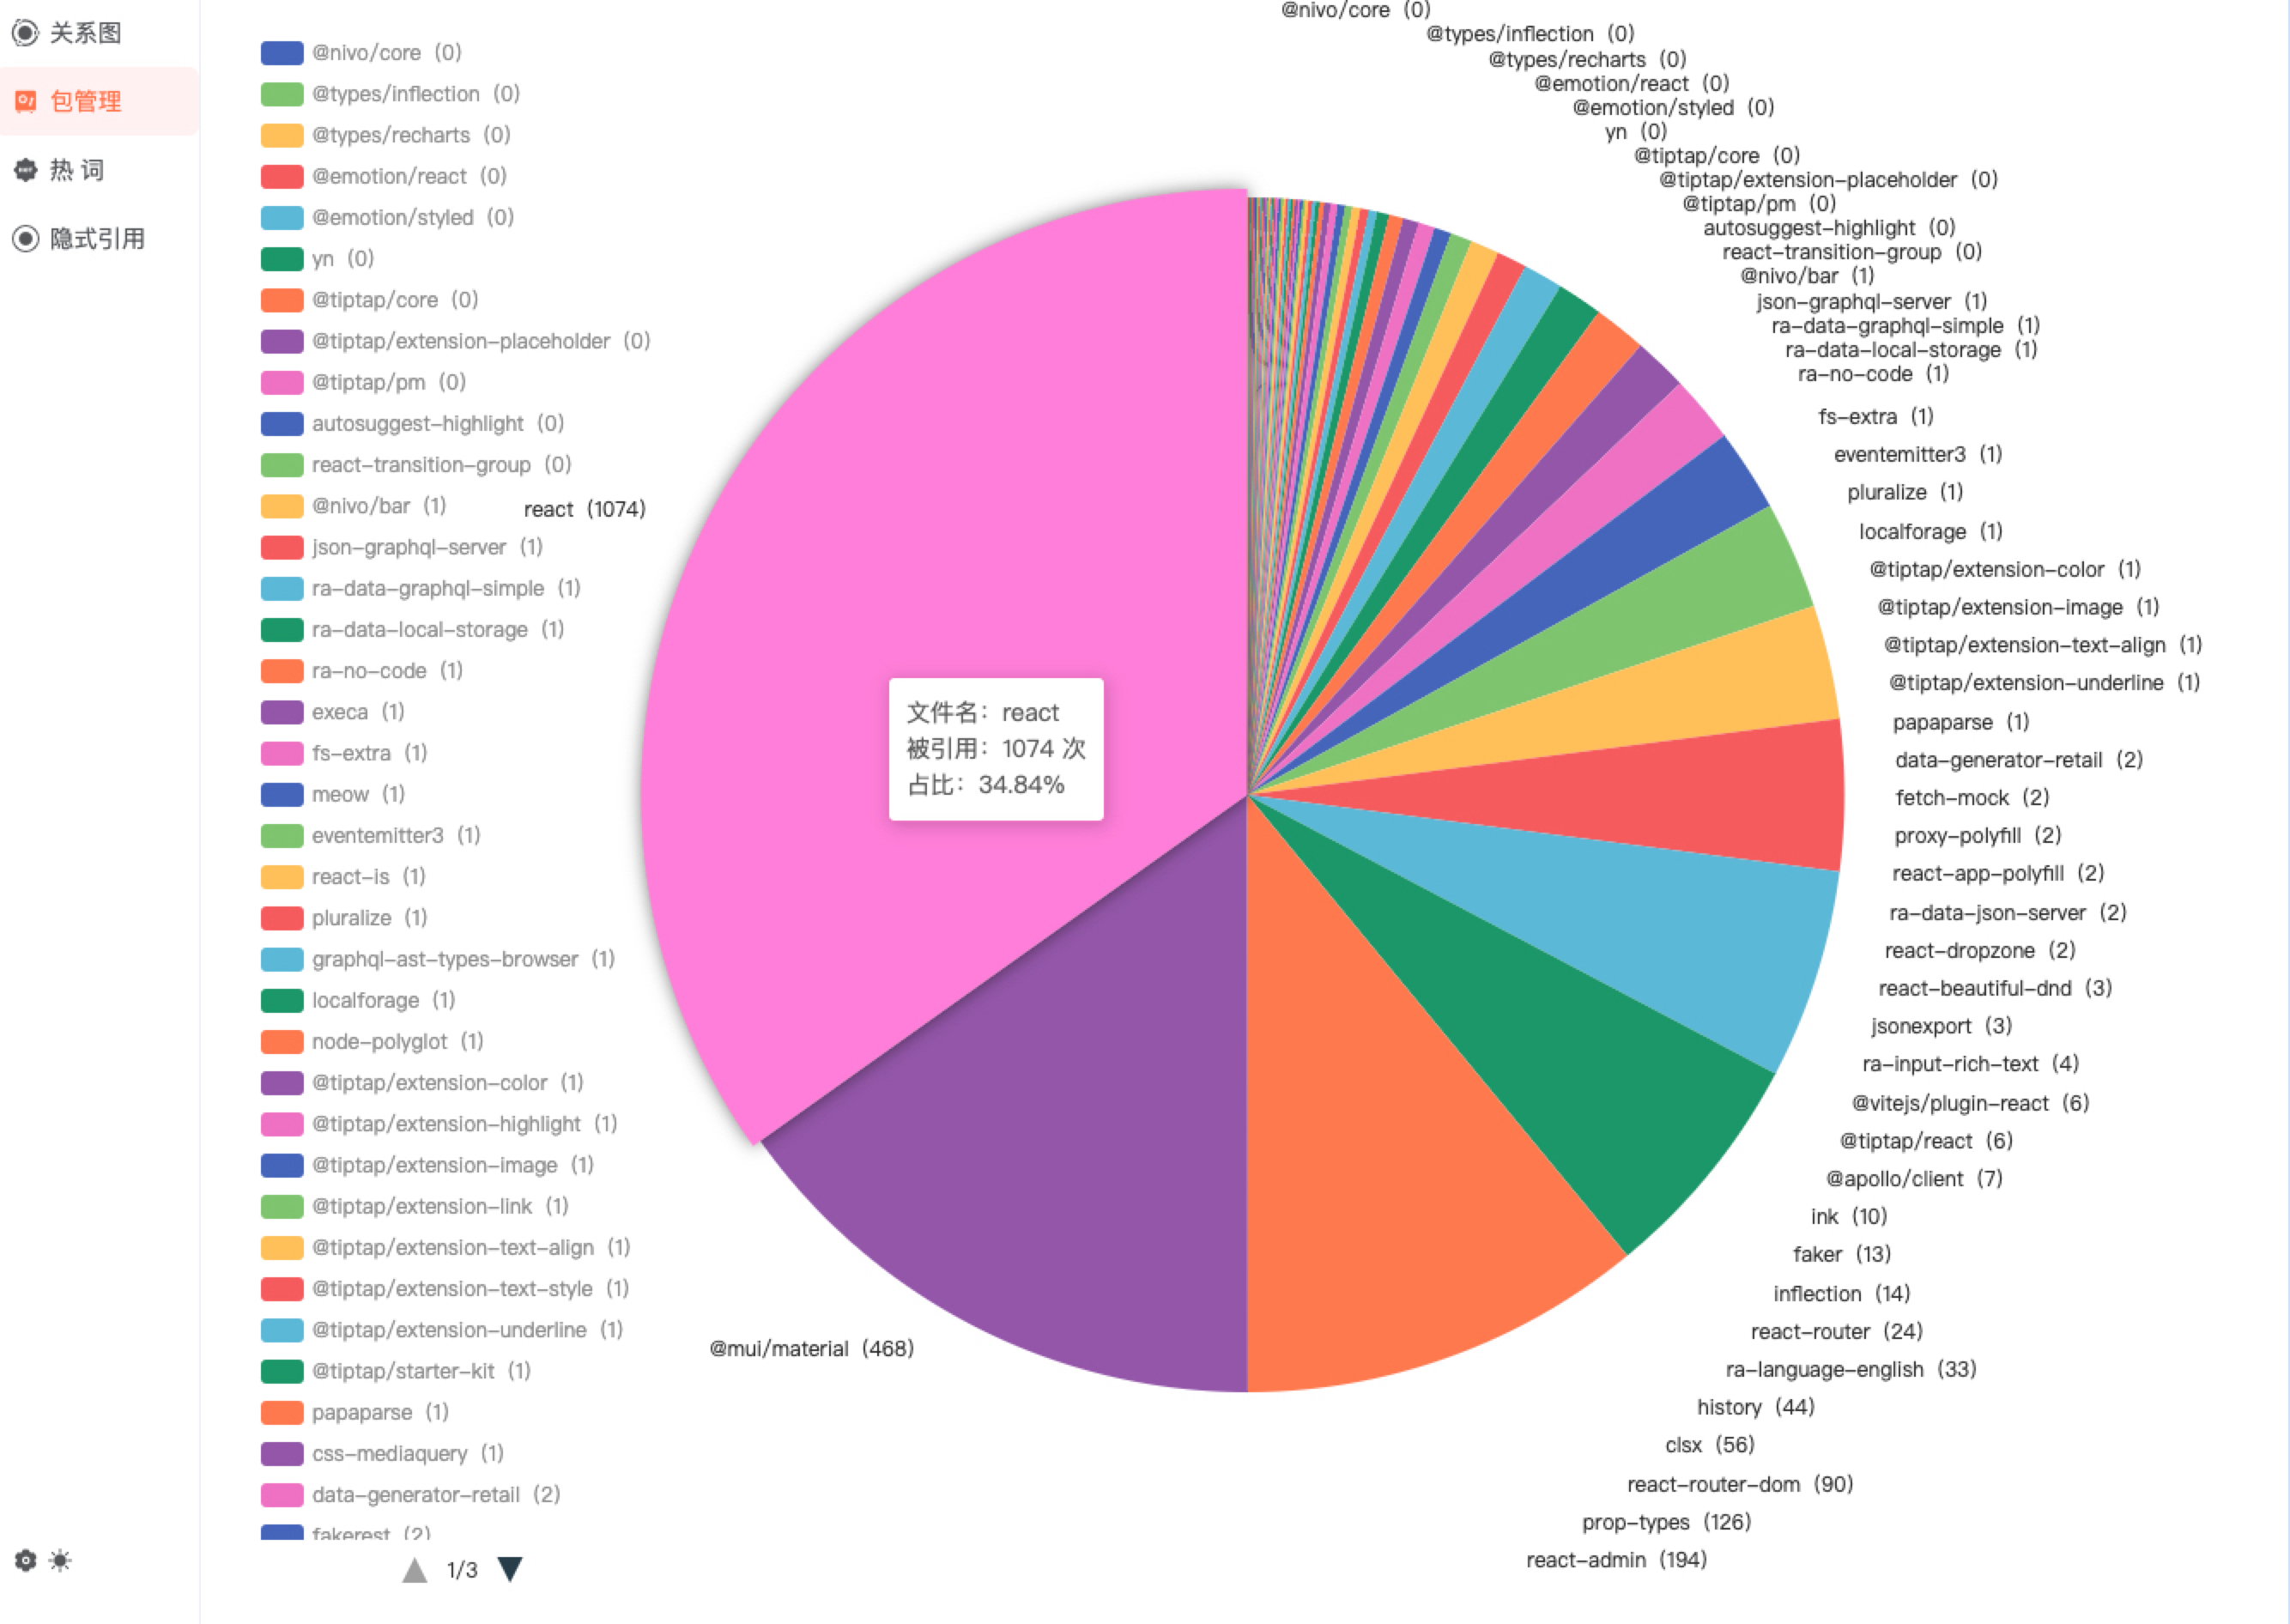 关系图
包管理
热 词
隐式引用
@nivo/core (0)
@types/inflection (0)
@types/recharts (0)
@emotion/react (0)
@emotion/styled (0)
yn (0)
@tiptap/core (0)
@tiptap/extension-placeholder (0)
@tiptap/pm (0)
autosuggest-highlight (0)
react-transition-group (0)
@nivo/bar (1)
json-graphql-server (1)
ra-data-graphql-simple (1)
ra-data-local-storage (1)
ra-no-code (1)
execa (1)
fs-extra (1)
meow (1)
eventemitter3 (1)
react-is (1)
pluralize (1)
graphql-ast-types-browser (1)
localforage (1)
node-polyglot (1)
@tiptap/extension-color (1)
@tiptap/extension-highlight (1)
@tiptap/extension-image (1)
@tiptap/extension-link (1)
@tiptap/extension-text-align (1)
@tiptap/extension-text-style (1)
@tiptap/extension-underline (1)
@tiptap/starter-kit (1)
papaparse (1)
css-mediaquery (1)
data-generator-retail (2)
fakerest (2)
1/3
react (1074)
@mui/material (468)
文件名: react
被引用: 1074 次
占比: 34.84%
@nivo/core (0)
@types/inflection (0)
@types/recharts (0)
@emotion/react (0)
@emotion/styled (0)
yn (0)
@tiptap/core (0)
@tiptap/extension-placeholder (0)
@tiptap/pm (0)
autosuggest-highlight (0)
react-transition-group (0)
@nivo/bar (1)
json-graphql-server (1)
ra-data-graphql-simple (1)
ra-data-local-storage (1)
ra-no-code (1)
fs-extra (1)
eventemitter3 (1)
pluralize (1)
localforage (1)
@tiptap/extension-color (1)
@tiptap/extension-image (1)
@tiptap/extension-text-align (1)
@tiptap/extension-underline (1)
papaparse (1)
data-generator-retail (2)
fetch-mock (2)
proxy-polyfill (2)
react-app-polyfill (2)
ra-data-json-server (2)
react-dropzone (2)
react-beautiful-dnd (3)
jsonexport (3)
ra-input-rich-text (4)
@vitejs/plugin-react (6)
@tiptap/react (6)
@apollo/client (7)
ink (10)
faker (13)
inflection (14)
react-router (24)
ra-language-english (33)
history (44)
clsx (56)
react-router-dom (90)
prop-types (126)
react-admin (194)